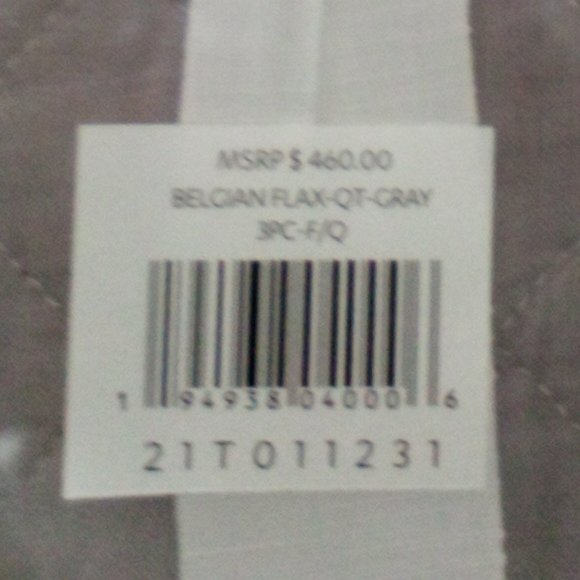 MSRP $ 460.00
BELGIAN FLAX-QT-GRAY
3PC-F/Q
1 94938 04000 6
21T011231